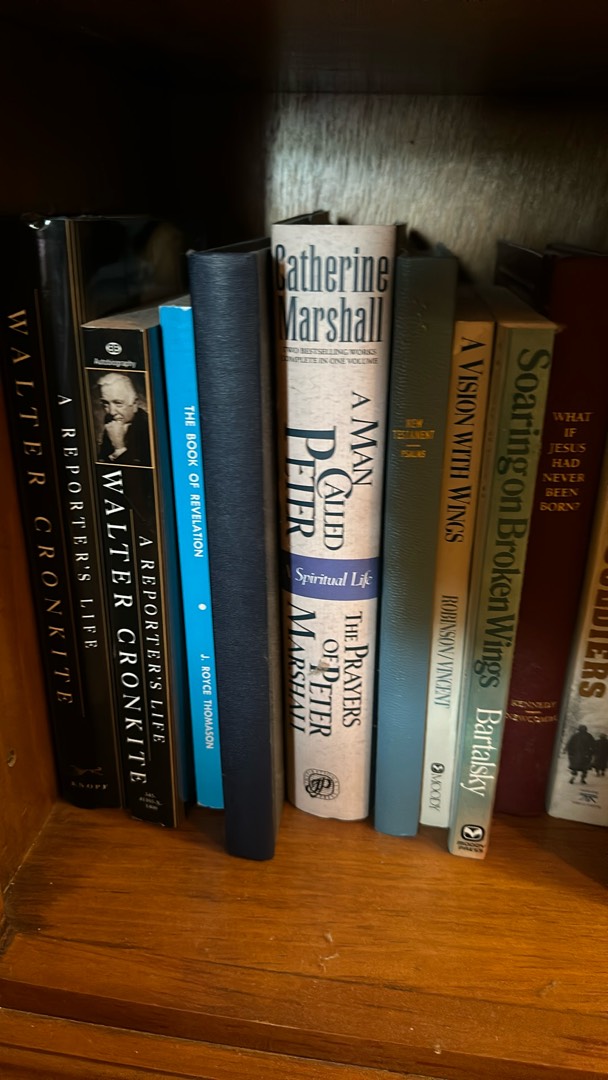 WALTER CRONKITE
A REPORTER'S LIFE
KNOPF
Autobiography
WALTER CRONKITE
A REPORTER'S LIFE
THE BOOK OF REVELATION
J. ROYCE THOMASON
Catherine
Marshall
TWO BESTSELLING WORKS
COMPLETE IN ONE VOLUME
A MAN
CALLED
PETER
Spiritual Life
THE PRAYERS
OF PETER
MARSHALL
NEW
TESTAMENT
PSALMS
A VISION WITH WINGS
ROBINSON/VINCENT
MOODY
Soaring on Broken Wings
Bartalsky
WHAT
IF
JESUS
HAD
NEVER
BEEN
BORN?
KENNEDY
NEWCOMBE
SOLDIERS